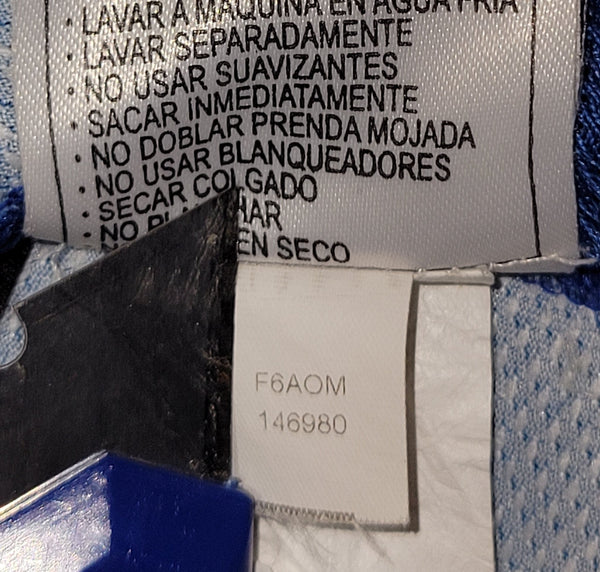 · LAVAR A MAQUINA EN AGUA FRIA
· LAVAR SEPARADAMENTE
· NO USAR SUAVIZANTES
· SACAR INMEDIATAMENTE
· NO DOBLAR PRENDA MOJADA
· NO USAR BLANQUEADORES
· SECAR COLGADO
· NO
EN SECO
F6AOM
146980